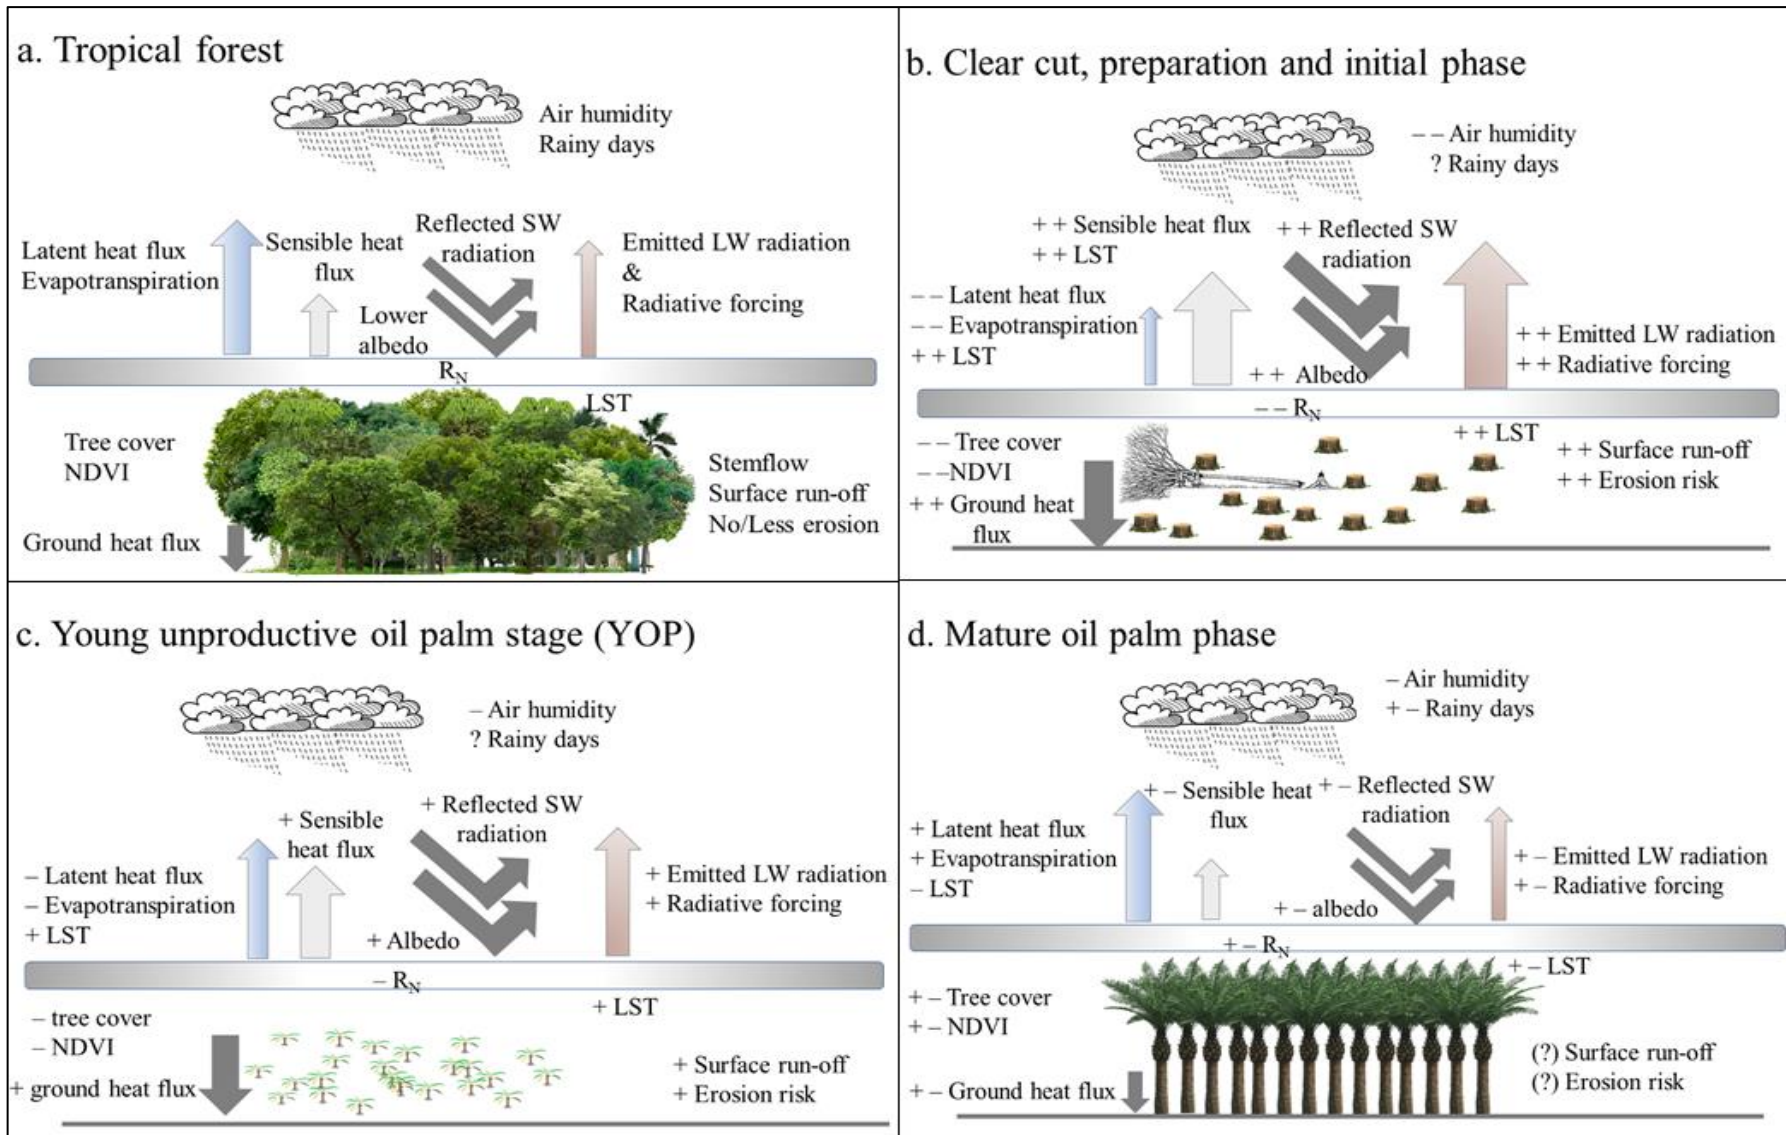 a. Tropical forest
Air humidity
Rainy days
Latent heat flux
Evapotranspiration
Sensible heat
flux
Reflected SW
radiation
Lower
albedo
Emitted LW radiation
&
Radiative forcing
R_N
LST
Tree cover
NDVI
Stemflow
Surface run-off
No/Less erosion
Ground heat flux
b. Clear cut, preparation and initial phase
– – Air humidity
? Rainy days
+ + Sensible heat flux
+ + LST
+ + Reflected SW
radiation
– – Latent heat flux
– – Evapotranspiration
+ + LST
+ + Albedo
+ + Emitted LW radiation
+ + Radiative forcing
– – R_N
– – Tree cover
– –NDVI
+ + Ground heat
flux
+ + LST
+ + Surface run-off
+ + Erosion risk
c. Young unproductive oil palm stage (YOP)
– Air humidity
? Rainy days
+ Sensible
heat flux
+ Reflected SW
radiation
– Latent heat flux
– Evapotranspiration
+ LST
+ Albedo
+ Emitted LW radiation
+ Radiative forcing
– R_N
+ LST
– tree cover
– NDVI
+ ground heat flux
+ Surface run-off
+ Erosion risk
d. Mature oil palm phase
– Air humidity
+ – Rainy days
+ – Sensible heat
flux
+ – Reflected SW
radiation
+ Latent heat flux
+ Evapotranspiration
– LST
+ – albedo
+ – Emitted LW radiation
+ – Radiative forcing
+ – R_N
+ – LST
+ – Tree cover
+ – NDVI
+ – Ground heat flux
(?) Surface run-off
(?) Erosion risk